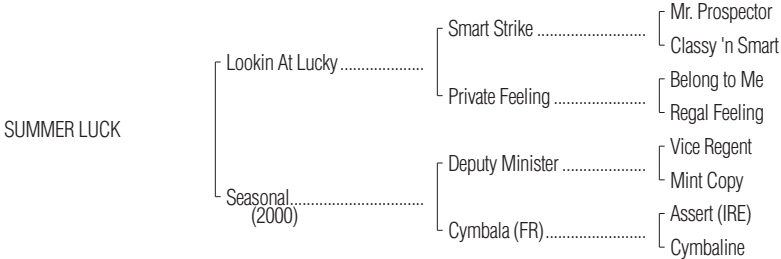 Mr. Prospector
Smart Strike ..........................
Classy 'n Smart
Lookin At Lucky ....................
Belong to Me
Private Feeling ......................
Regal Feeling
SUMMER LUCK
Vice Regent
Deputy Minister ....................
Mint Copy
Seasonal................................
(2000)
Assert (IRE)
Cymbala (FR)........................
Cymbaline